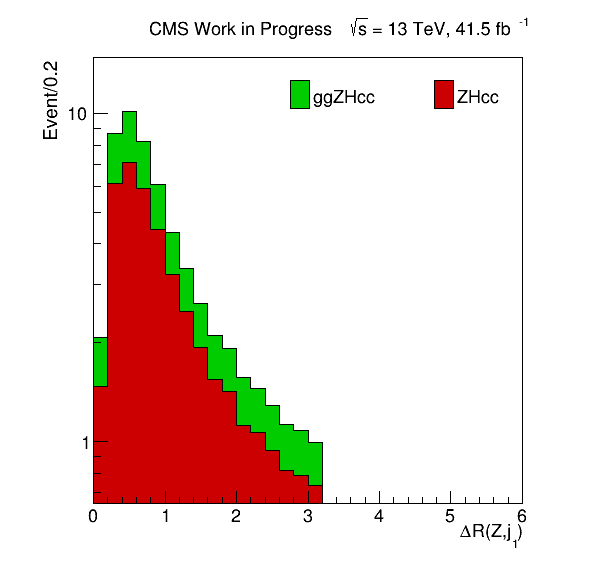 CMS Work in Progress √s = 13 TeV, 41.5 fb⁻¹
Event/0.2
ggZHcc ZHcc
10
1
0 1 2 3 4 5 6
ΔR(Z,j₁)